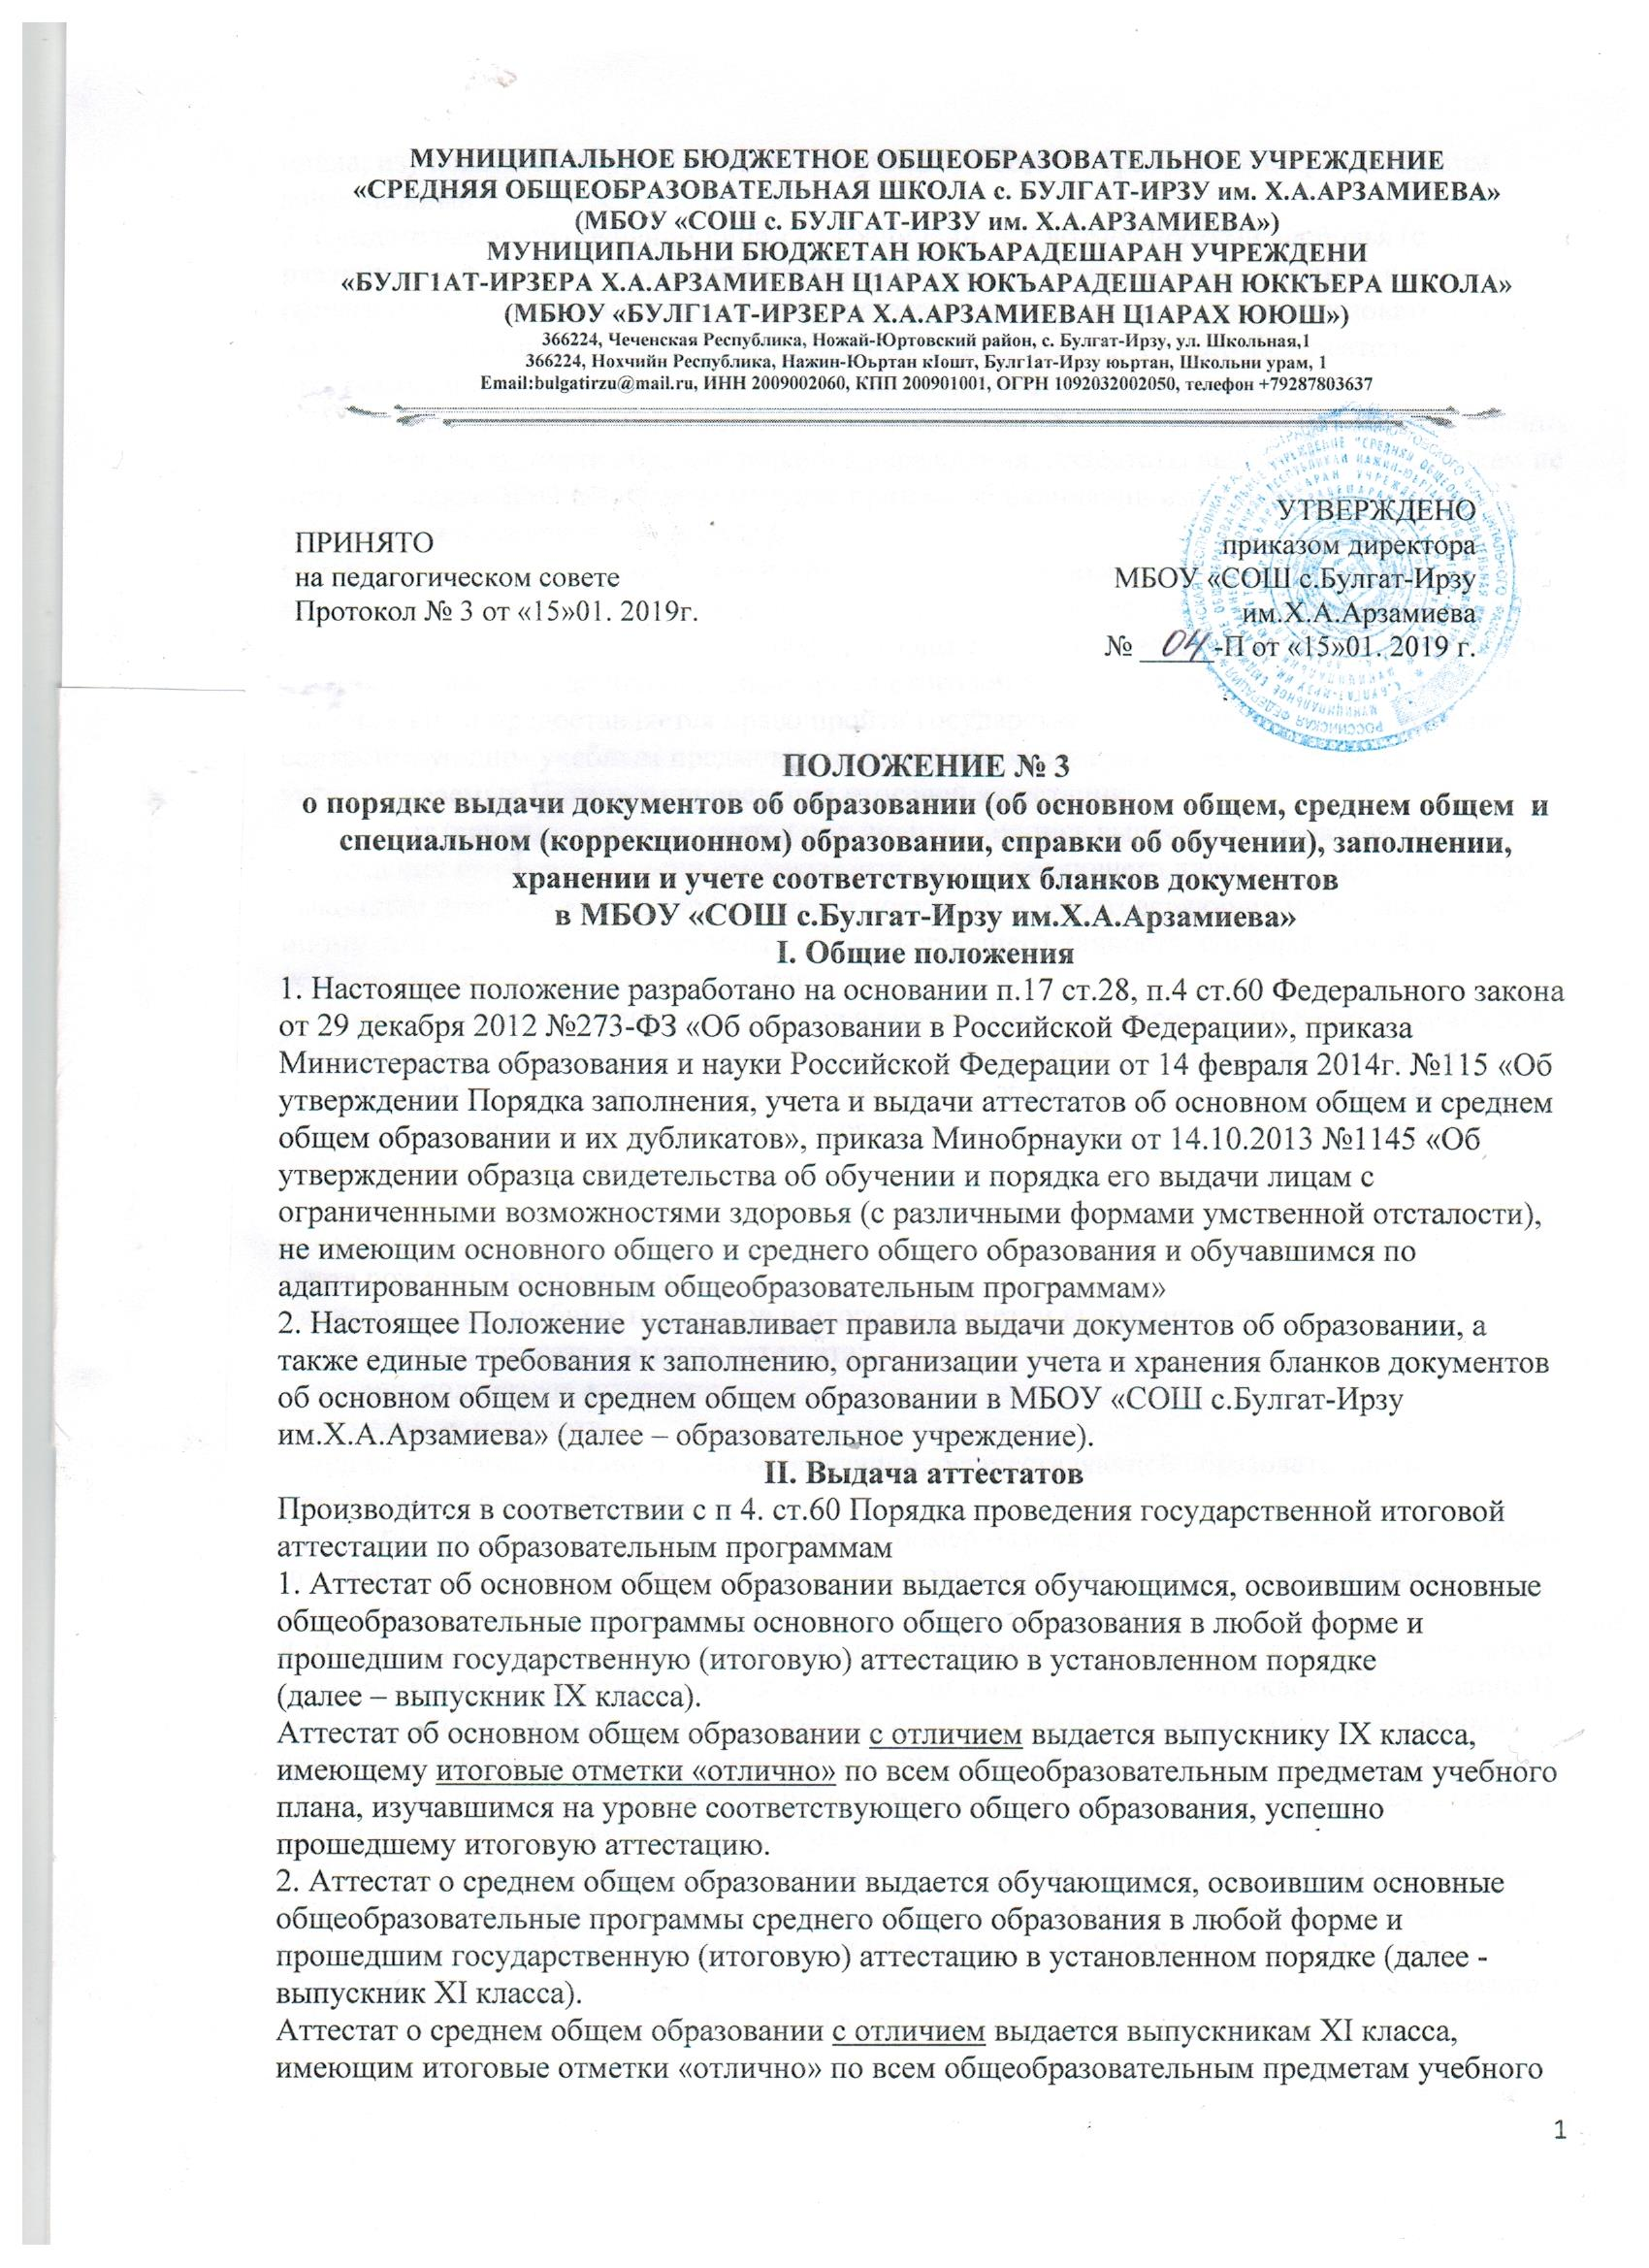 МУНИЦИПАЛЬНОЕ БЮДЖЕТНОЕ ОБЩЕОБРАЗОВАТЕЛЬНОЕ УЧРЕЖДЕНИЕ
«СРЕДНЯЯ ОБЩЕОБРАЗОВАТЕЛЬНАЯ ШКОЛА с. БУЛГАТ-ИРЗУ им. Х.А.АРЗАМИЕВА»
(МБОУ «СОШ с. БУЛГАТ-ИРЗУ им. Х.А.АРЗАМИЕВА»)
МУНИЦИПАЛЬНИ БЮДЖЕТАН ЮКЪАРАДЕШАРАН УЧРЕЖДЕНИ
«БУЛГ1АТ-ИРЗЕРА Х.А.АРЗАМИЕВАН Ц1АРАХ ЮКЪАРАДЕШАРАН ЮККЪЕРА ШКОЛА»
(МБЮУ «БУЛГ1АТ-ИРЗЕРА Х.А.АРЗАМИЕВАН Ц1АРАХ ЮЮШ»)
366224, Чеченская Республика, Ножай-Юртовский район, с. Булгат-Ирзу, ул. Школьная,1
366224, Нохчийн Республика, Нажин-Юьртан кIошт, Булг1ат-Ирзу юьртан, Школьни урам, 1
Email:bulgatirzu@mail.ru, ИНН 2009002060, КПП 200901001, ОГРН 1092032002050, телефон +79287803637
ПРИНЯТО
на педагогическом совете
Протокол № 3 от «15»01. 2019г.
УТВЕРЖДЕНО
приказом директора
МБОУ «СОШ с.Булгат-Ирзу
им.Х.А.Арзамиева
№ 04-П от «15»01. 2019 г.
ПОЛОЖЕНИЕ № 3
о порядке выдачи документов об образовании (об основном общем, среднем общем и
специальном (коррекционном) образовании, справки об обучении), заполнении,
хранении и учете соответствующих бланков документов
в МБОУ «СОШ с.Булгат-Ирзу им.Х.А.Арзамиева»
I. Общие положения
1. Настоящее положение разработано на основании п.17 ст.28, п.4 ст.60 Федерального закона
от 29 декабря 2012 №273-ФЗ «Об образовании в Российской Федерации», приказа
Министераства образования и науки Российской Федерации от 14 февраля 2014г. №115 «Об
утверждении Порядка заполнения, учета и выдачи аттестатов об основном общем и среднем
общем образовании и их дубликатов», приказа Минобрнауки от 14.10.2013 №1145 «Об
утверждении образца свидетельства об обучении и порядка его выдачи лицам с
ограниченными возможностями здоровья (с различными формами умственной отсталости),
не имеющим основного общего и среднего общего образования и обучавшимся по
адаптированным основным общеобразовательным программам»
2. Настоящее Положение устанавливает правила выдачи документов об образовании, а
также единые требования к заполнению, организации учета и хранения бланков документов
об основном общем и среднем общем образовании в МБОУ «СОШ с.Булгат-Ирзу
им.Х.А.Арзамиева» (далее – образовательное учреждение).
II. Выдача аттестатов
Производится в соответствии с п 4. ст.60 Порядка проведения государственной итоговой
аттестации по образовательным программам
1. Аттестат об основном общем образовании выдается обучающимся, освоившим основные
общеобразовательные программы основного общего образования в любой форме и
прошедшим государственную (итоговую) аттестацию в установленном порядке
(далее – выпускник IX класса).
Аттестат об основном общем образовании с отличием выдается выпускнику IX класса,
имеющему итоговые отметки «отлично» по всем общеобразовательным предметам учебного
плана, изучавшимся на уровне соответствующего общего образования, успешно
прошедшему итоговую аттестацию.
2. Аттестат о среднем общем образовании выдается обучающимся, освоившим основные
общеобразовательные программы среднего общего образования в любой форме и
прошедшим государственную (итоговую) аттестацию в установленном порядке (далее -
выпускник XI класса).
Аттестат о среднем общем образовании с отличием выдается выпускникам XI класса,
имеющим итоговые отметки «отлично» по всем общеобразовательным предметам учебного
1